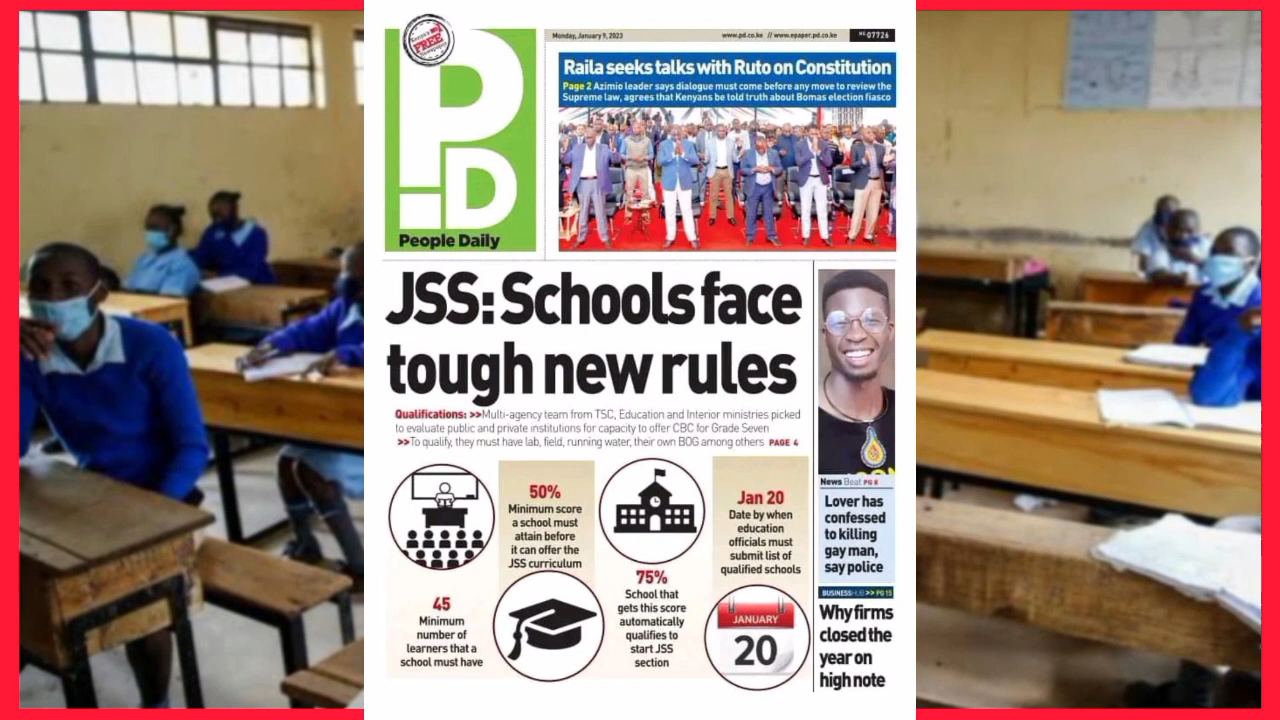 Kenya's No.1
FREE
Newspaper
PD
People Daily
Monday, January 9, 2023
www.pd.co.ke // www.epaper.pd.co.ke
NO. 07726
Raila seeks talks with Ruto on Constitution
Page 2 Azimio leader says dialogue must come before any move to review the
Supreme law, agrees that Kenyans be told truth about Bomas election fiasco
JSS: Schools face
tough new rules
Qualifications: >>Multi-agency team from TSC, Education and Interior ministries picked
to evaluate public and private institutions for capacity to offer CBC for Grade Seven
>>To qualify, they must have lab, field, running water, their own BOG among others PAGE 4
50%
Minimum score
a school must
attain before
it can offer the
JSS curriculum
Jan 20
Date by when
education
officials must
submit list of
qualified schools
45
Minimum
number of
learners that a
school must have
75%
School that
gets this score
automatically
qualifies to
start JSS
section
JANUARY
20
News Beat PG 8
Lover has
confessed
to killing
gay man,
say police
BUSINESS HUB >> PG 15
Why firms
closed the
year on
high note